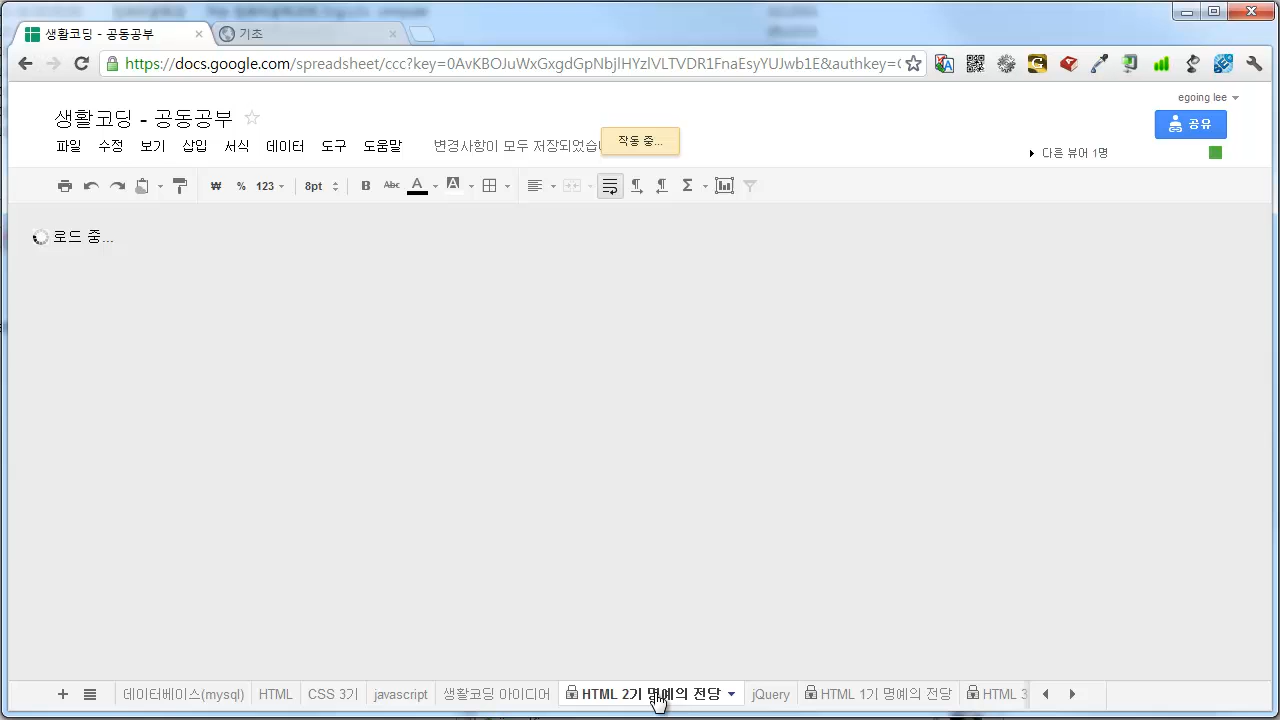 생활코딩 - 공동공부
기초
https://docs.google.com/spreadsheet/ccc?key=0AvKBOJuWxGxgdGpNbjlHYzlVLTVDR1FnaEsyYUJwb1E&authkey=
egoing lee
생활코딩 - 공동공부
공유
파일 수정 보기 삽입 서식 데이터 도구 도움말 변경사항이 모두 저장되었습
작동 중...
다른 뷰어 1명
₩ % 123 8pt B Abc A A Σ
로드 중...
+ 데이터베이스(mysql) HTML CSS 3기 javascript 생활코딩 아이디어 HTML 2기 명예의 전당 jQuery HTML 1기 명예의 전당 HTML 3